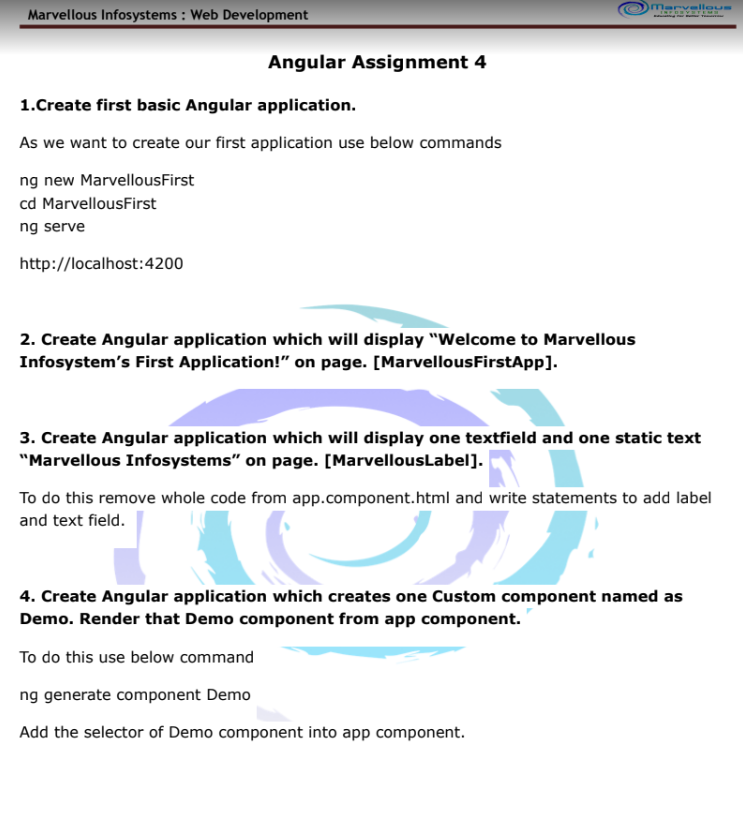 Marvellous Infosystems : Web Development
Marvellous
INFOSYSTEMS
Educating for Better Tomorrow
Angular Assignment 4
1.Create first basic Angular application.
As we want to create our first application use below commands
ng new MarvellousFirst
cd MarvellousFirst
ng serve
http://localhost:4200
2. Create Angular application which will display “Welcome to Marvellous
Infosystem’s First Application!” on page. [MarvellousFirstApp].
3. Create Angular application which will display one textfield and one static text
“Marvellous Infosystems” on page. [MarvellousLabel].
To do this remove whole code from app.component.html and write statements to add label
and text field.
4. Create Angular application which creates one Custom component named as
Demo. Render that Demo component from app component.
To do this use below command
ng generate component Demo
Add the selector of Demo component into app component.